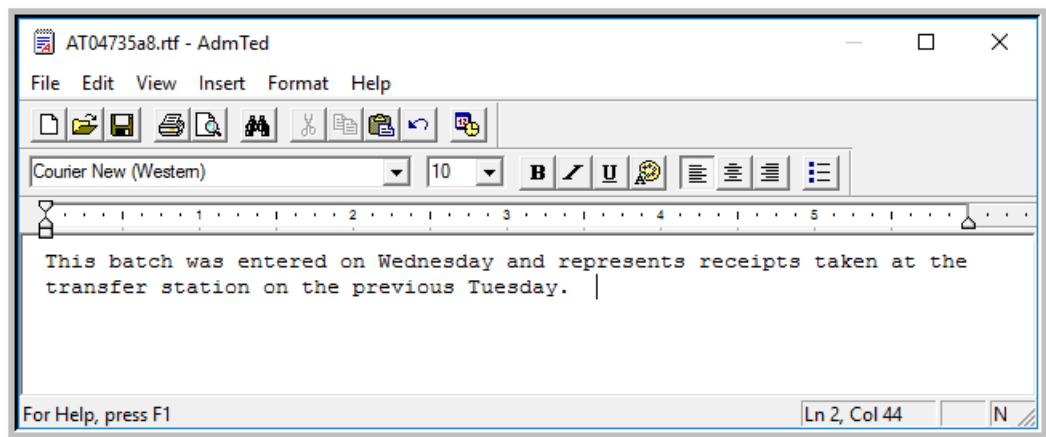 AT04735a8.rtf - AdmTed
File Edit View Insert Format Help
Courier New (Western) 10 B I U
1 2 3 4 5
This batch was entered on Wednesday and represents receipts taken at the
transfer station on the previous Tuesday.
For Help, press F1 Ln 2, Col 44 N